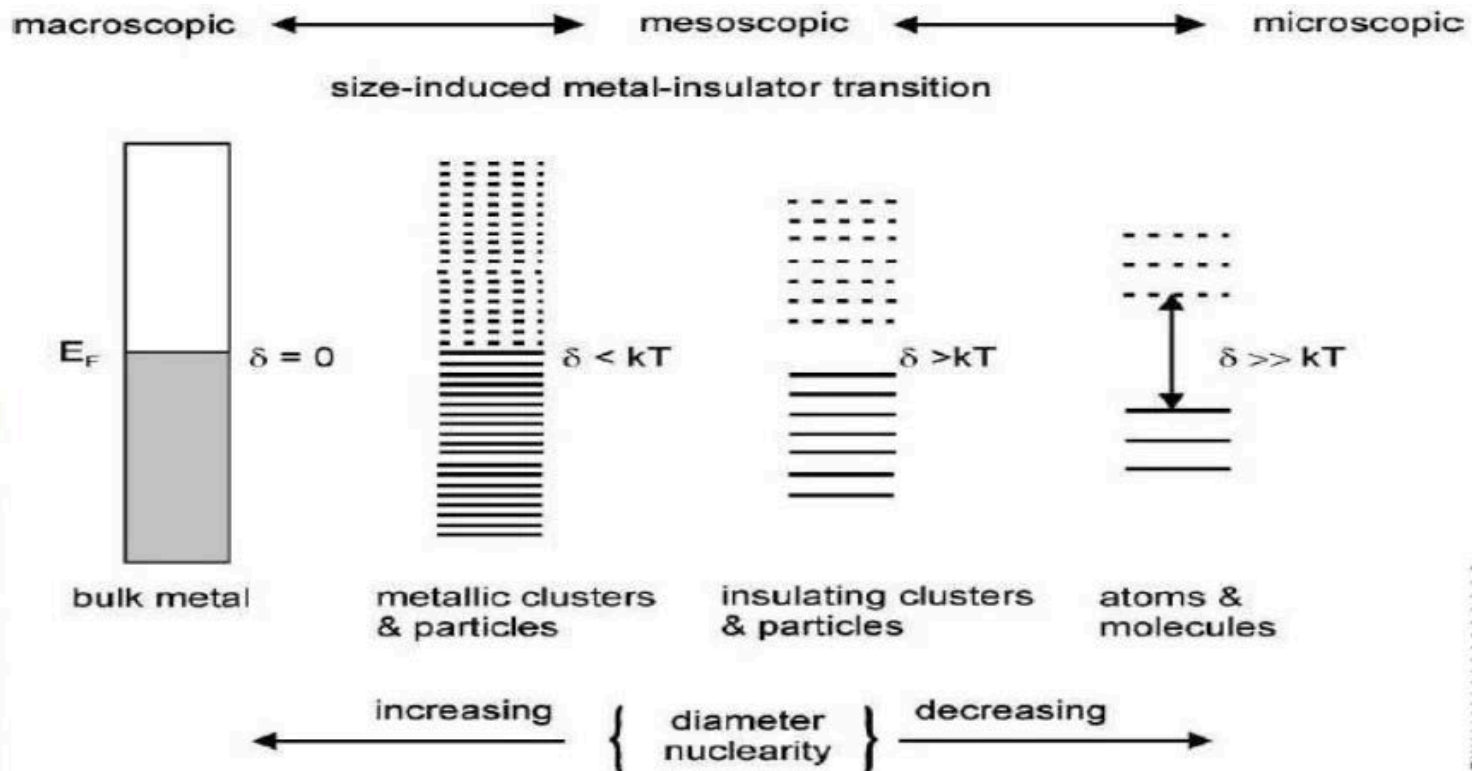 macroscopic mesoscopic microscopic
size-induced metal-insulator transition
E_F δ = 0 δ < kT δ >kT δ >> kT
bulk metal
metallic clusters
& particles
insulating clusters
& particles
atoms &
molecules
increasing { diameter
nuclearity } decreasing